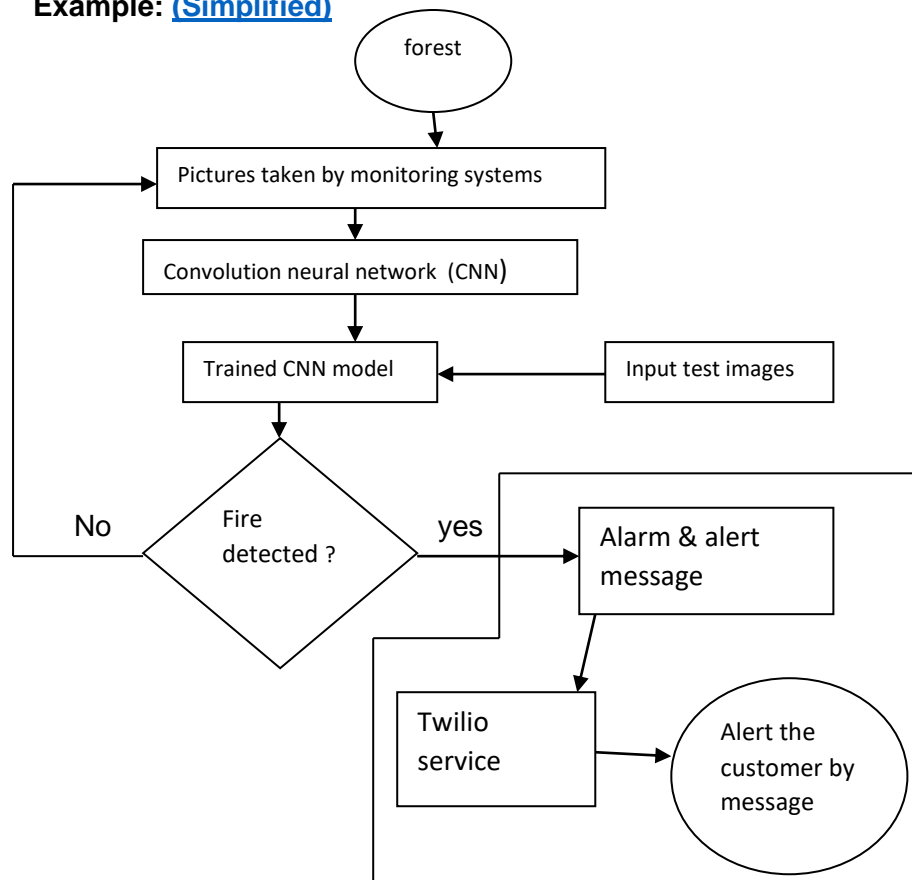 Example: (Simplified)
forest
Pictures taken by monitoring systems
Convolution neural network (CNN)
Trained CNN model
Input test images
No
Fire
detected ?
yes
Alarm & alert
message
Twilio
service
Alert the
customer by
message